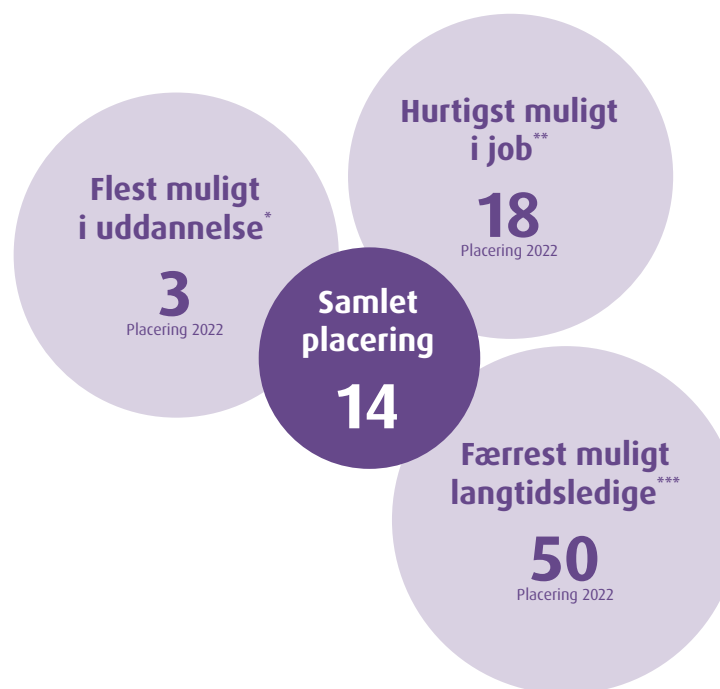 Hurtigst muligt
i job**
18
Placering 2022
Flest muligt
i uddannelse*
3
Placering 2022
Samlet
placering
14
Færrest muligt
langtidsledige***
50
Placering 2022